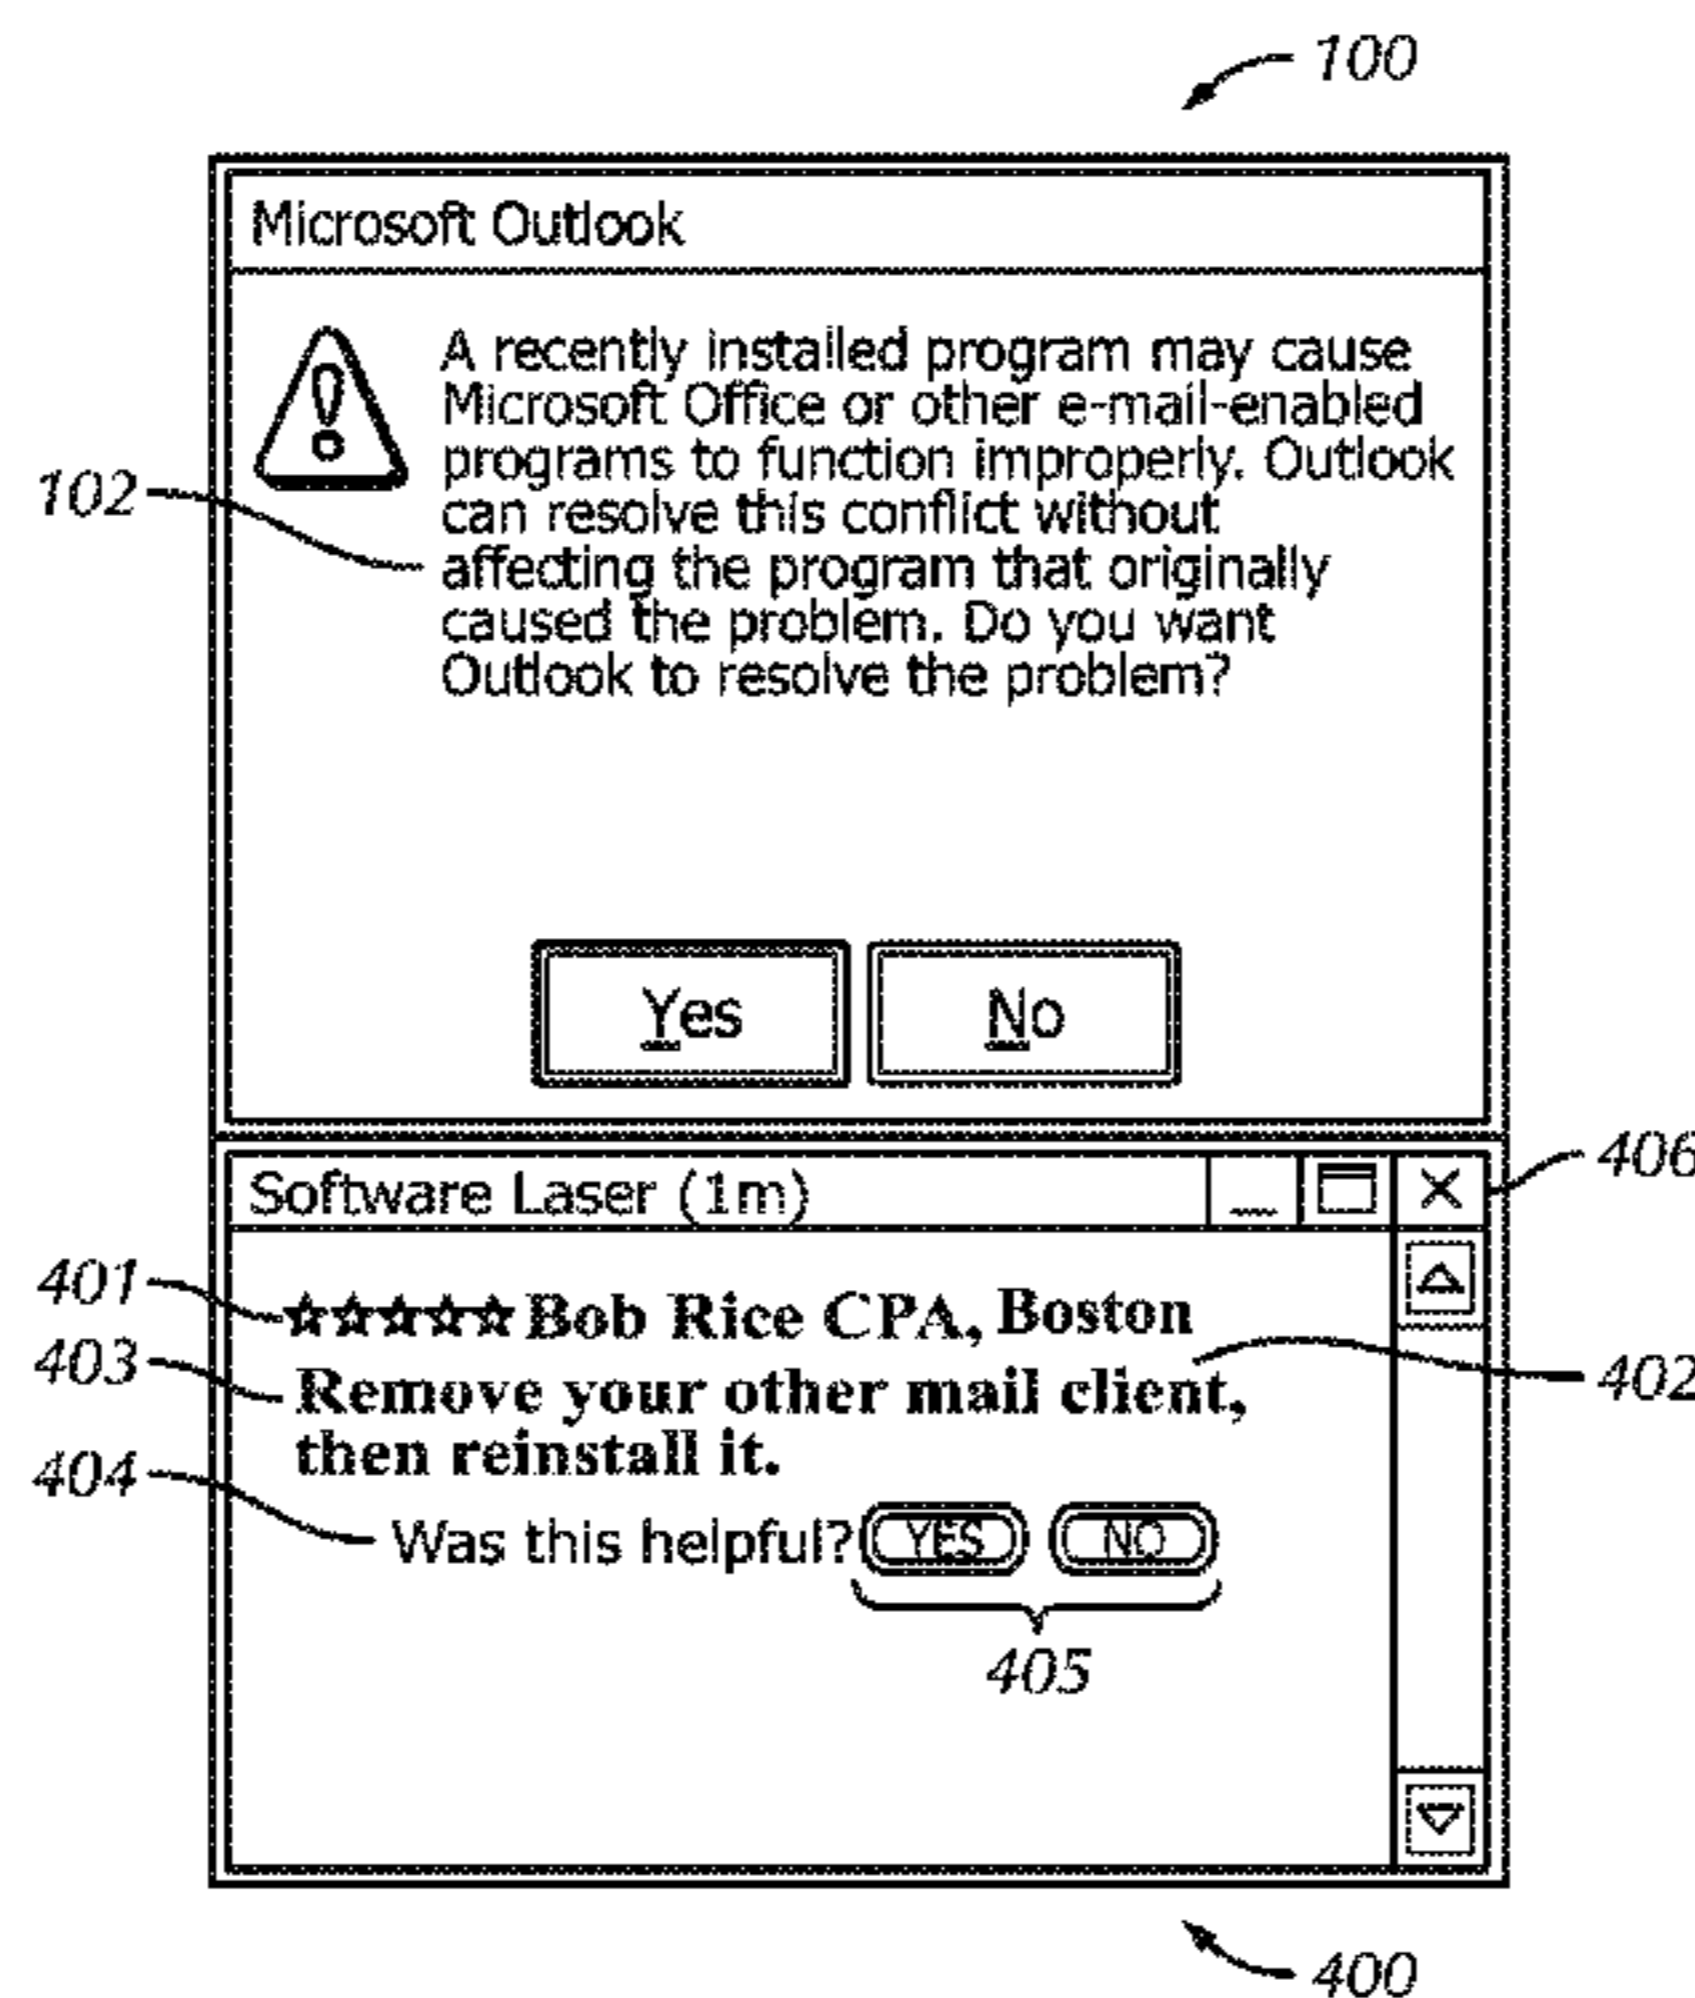 100
Microsoft Outlook
A recently installed program may cause
Microsoft Office or other e-mail-enabled
programs to function improperly. Outlook
102
can resolve this conflict without
affecting the program that originally
caused the problem. Do you want
Outlook to resolve the problem?
Yes No
406
Software Laser (1m)
401
☆☆☆☆☆ Bob Rice CPA, Boston
403
Remove your other mail client,
402
then reinstall it.
404
Was this helpful? YES NO
405
400